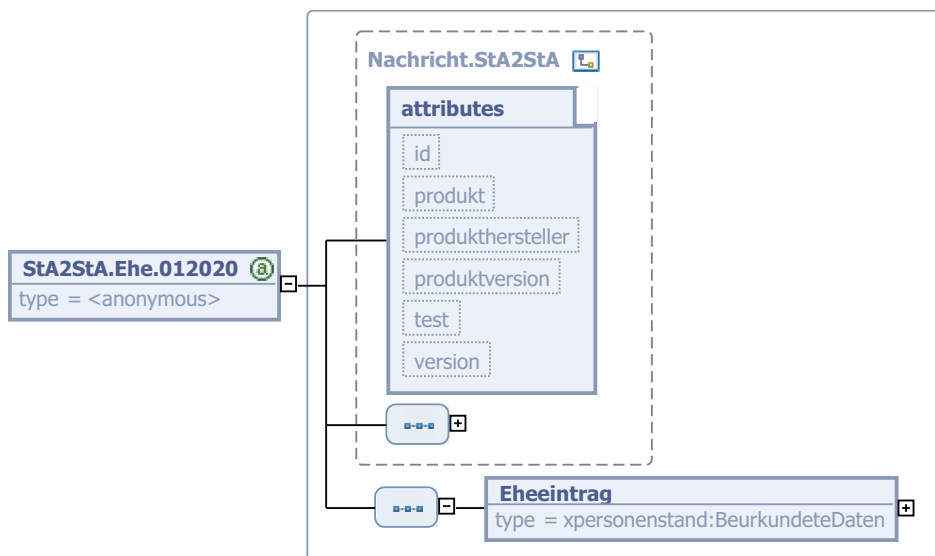 Nachricht.StA2StA
attributes
id
produkt
produkthersteller
produktversion
test
version
StA2StA.Ehe.012020 a
type = <anonymous>
Eheeintrag
type = xpersonenstand:BeurkundeteDaten